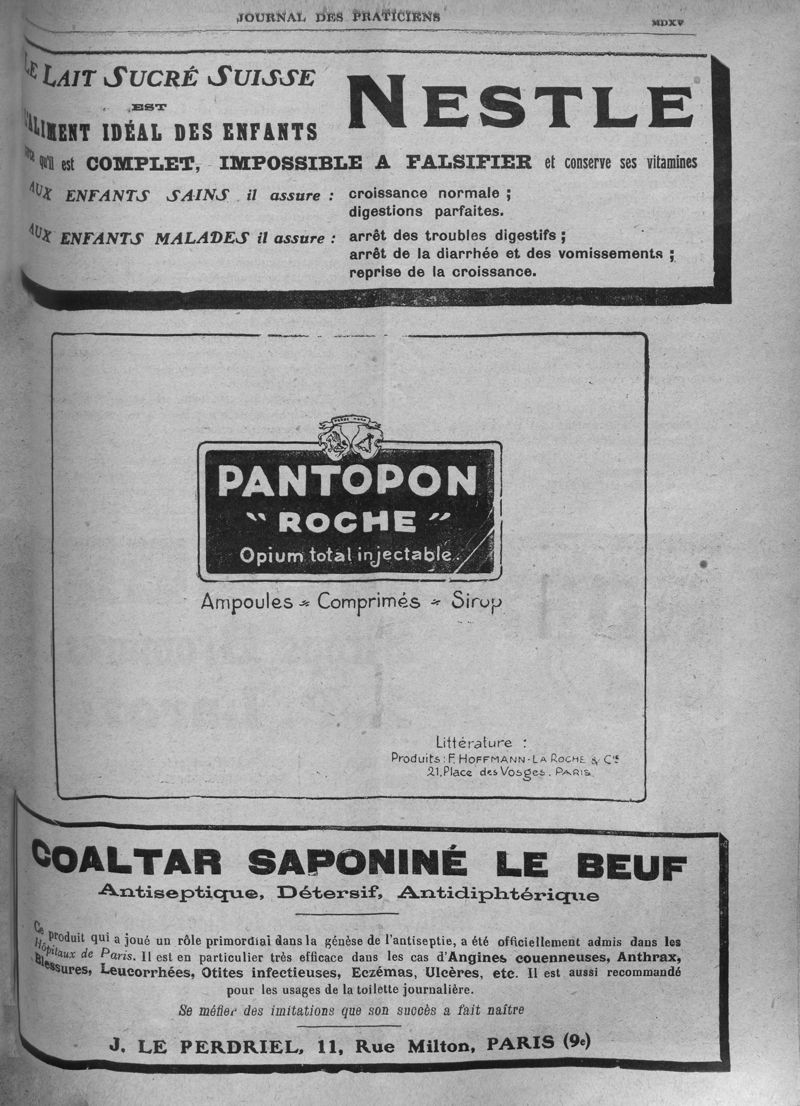 JOURNAL DES PRATICIENS
MDXV
LE LAIT SUCRÉ SUISSE
EST
L'ALIMENT IDÉAL DES ENFANTS
NESTLE
parce qu'il est COMPLET, IMPOSSIBLE A FALSIFIER et conserve ses vitamines
AUX ENFANTS SAINS il assure : croissance normale ;
digestions parfaites.
AUX ENFANTS MALADES il assure : arrêt des troubles digestifs ;
arrêt de la diarrhée et des vomissements ;
reprise de la croissance.
PANTOPON
"ROCHE"
Opium total injectable.
Ampoules - Comprimés - Sirop
Littérature :
Produits : F. HOFFMANN-LA ROCHE & Cie
21, Place des Vosges. PARIS
COALTAR SAPONINÉ LE BEUF
Antiseptique, Détersif, Antidiphtérique
Ce produit qui a joué un rôle primordial dans la génèse de l'antiseptie, a été officiellement admis dans les
Hôpitaux de Paris. Il est en particulier très efficace dans les cas d'Angines couenneuses, Anthrax,
Blessures, Leucorrhées, Otites infectieuses, Eczémas, Ulcères, etc. Il est aussi recommandé
pour les usages de la toilette journalière.
Se méfier des imitations que son succès a fait naître
J. LE PERDRIEL, 11, Rue Milton, PARIS (9e)